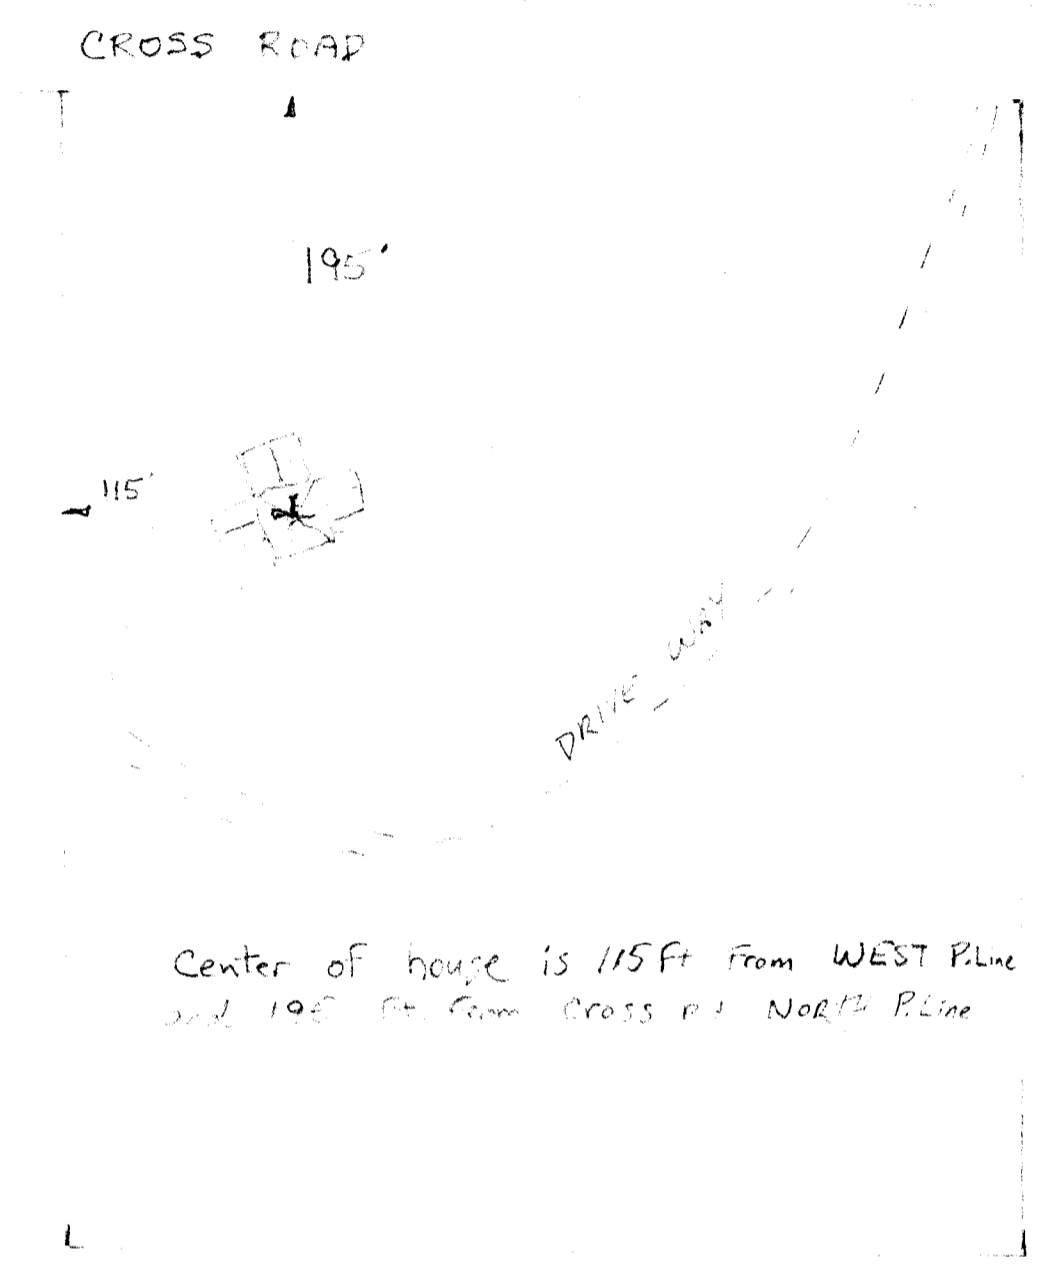 CROSS ROAD
195'
115'
DRIVE WAY
Center of house is 115 ft From WEST P.Line
and 195 ft. from Cross rd NORTH P.Line